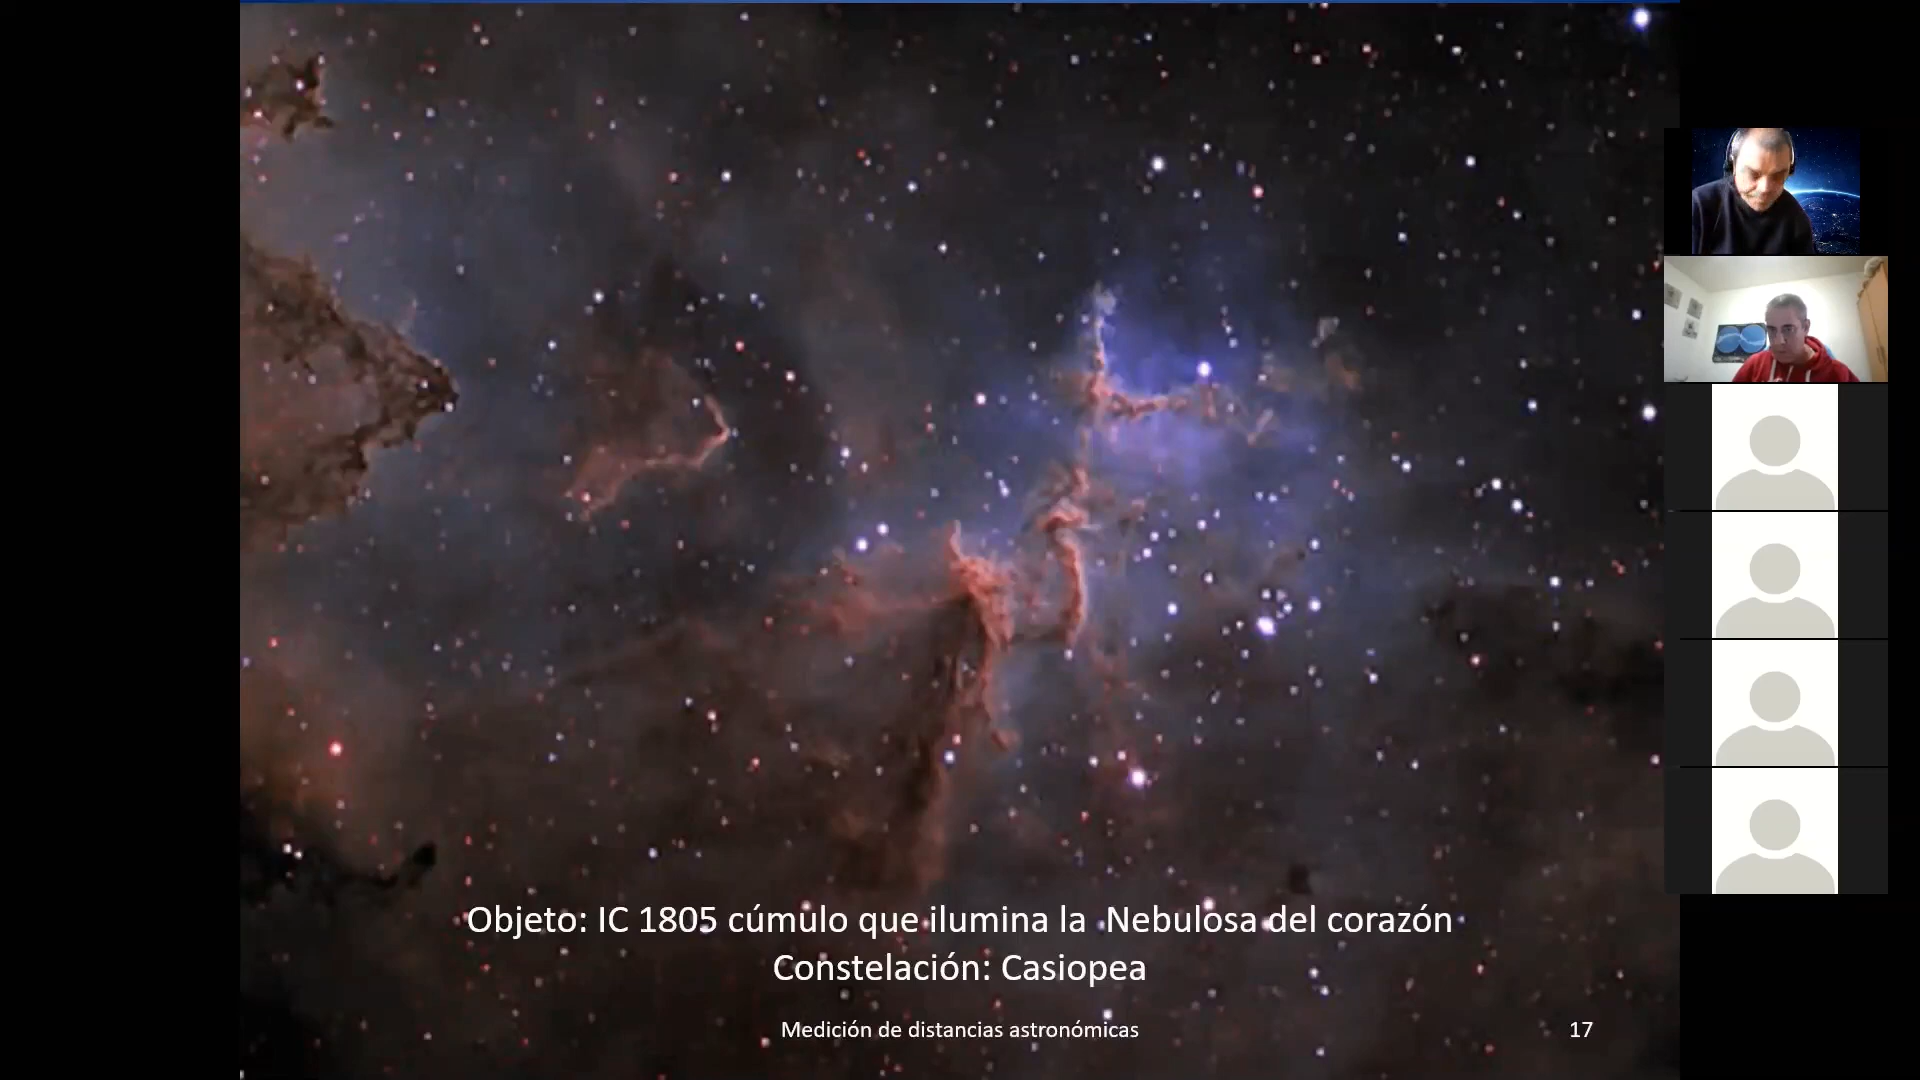 Objeto: IC 1805 cúmulo que ilumina la Nebulosa del corazón
Constelación: Casiopea
Medición de distancias astronómicas
17